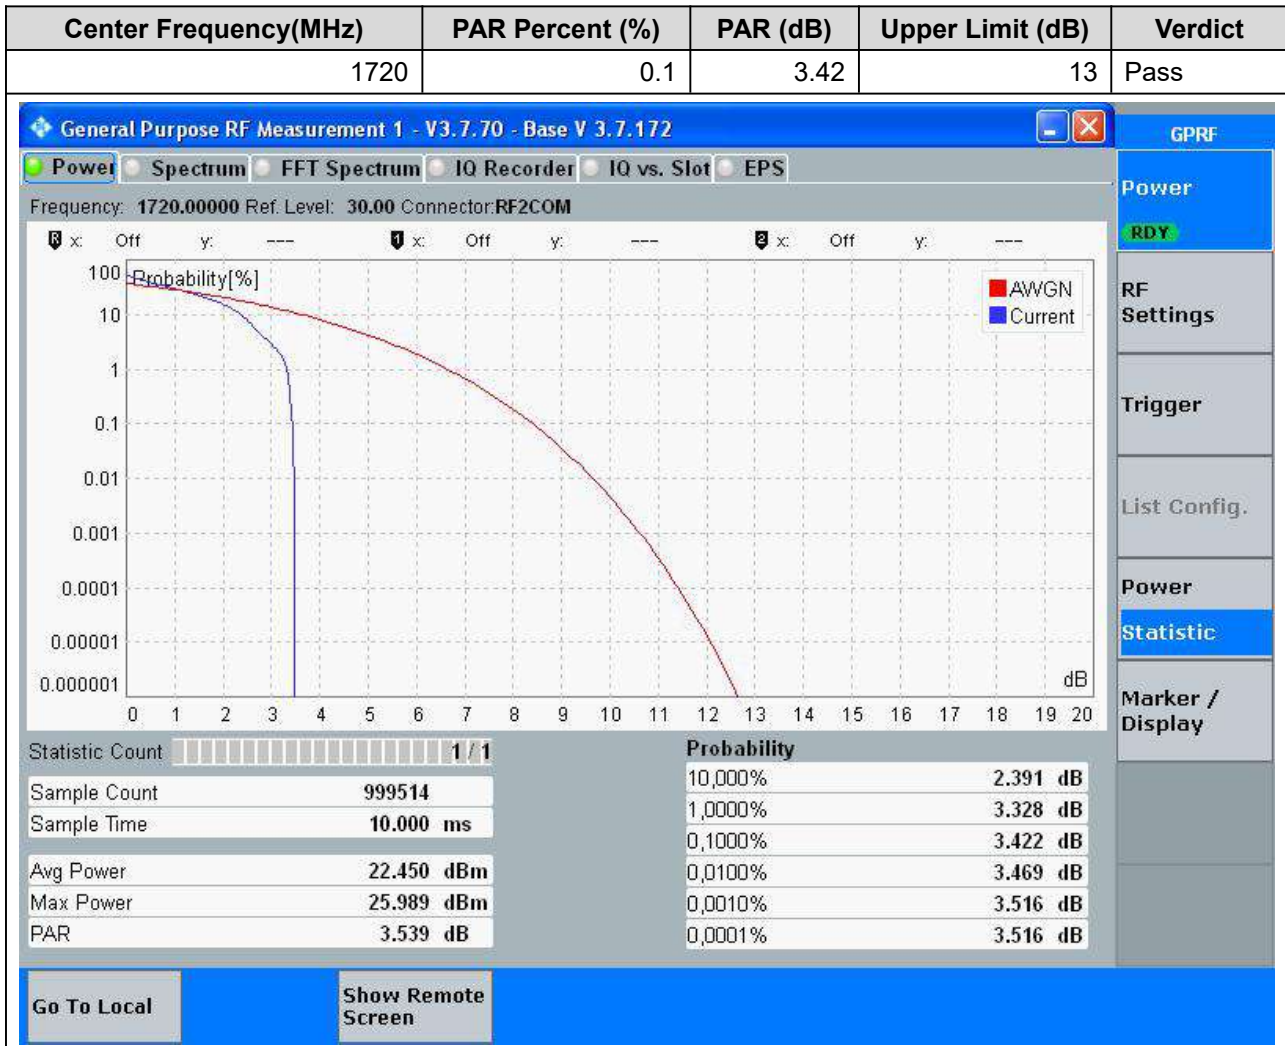 Center Frequency(MHz) PAR Percent (%) PAR (dB) Upper Limit (dB) Verdict
1720 0.1 3.42 13 Pass
General Purpose RF Measurement 1 - V3.7.70 - Base V 3.7.172
GPRF
Power Spectrum FFT Spectrum IQ Recorder IQ vs. Slot EPS
Power
RDY
Frequency: 1720.00000 Ref. Level: 30.00 Connector:RF2COM
R x: Off y: --- 1 x: Off y: --- 2 x: Off y: ---
Probability[%]
AWGN
Current
100
10
1
0.1
0.01
0.001
0.0001
0.00001
0.000001
dB
0 1 2 3 4 5 6 7 8 9 10 11 12 13 14 15 16 17 18 19 20
RF
Settings
Trigger
List Config.
Power
Statistic
Marker /
Display
Statistic Count 1 / 1
Sample Count 999514
Sample Time 10.000 ms
Avg Power 22.450 dBm
Max Power 25.989 dBm
PAR 3.539 dB
Probability
10,000% 2.391 dB
1,0000% 3.328 dB
0,1000% 3.422 dB
0,0100% 3.469 dB
0,0010% 3.516 dB
0,0001% 3.516 dB
Go To Local
Show Remote
Screen